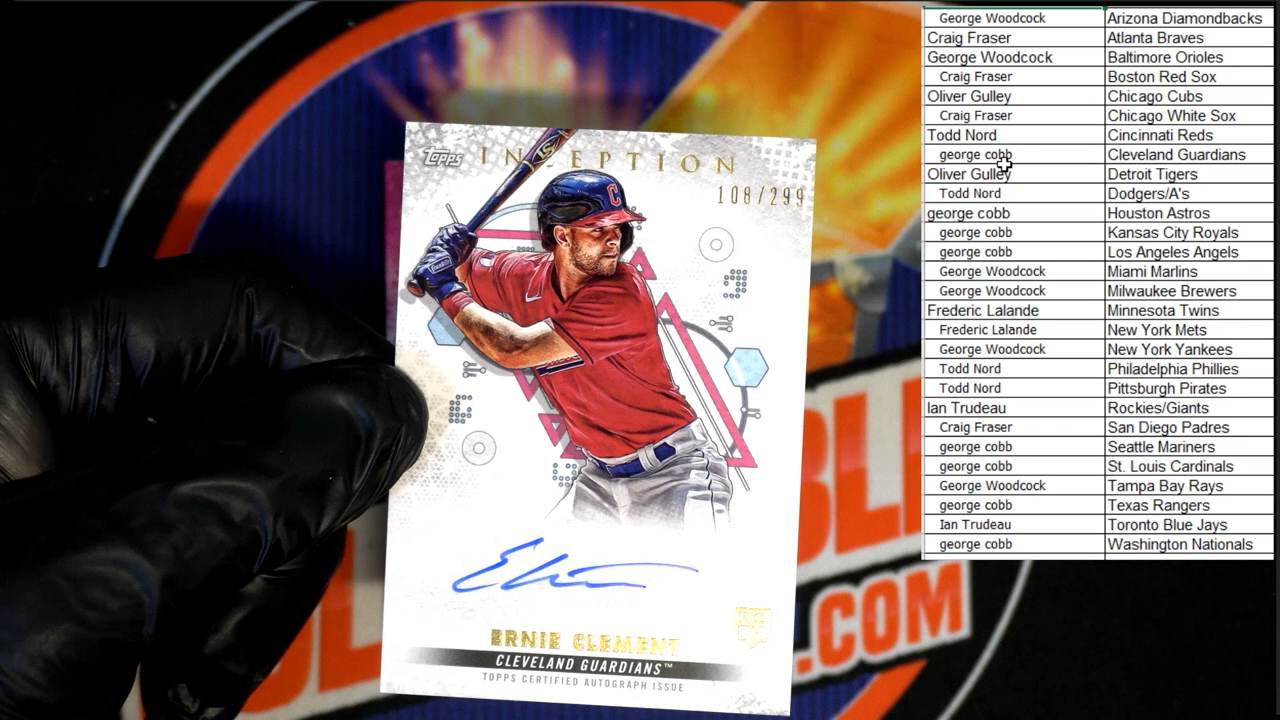 TOPPS
INCEPTION
108/299
C
ERNIE CLEMENT
RC
CLEVELAND GUARDIANS™
TOPPS CERTIFIED AUTOGRAPH ISSUE
BL
.COM
George Woodcock Arizona Diamondbacks
Craig Fraser Atlanta Braves
George Woodcock Baltimore Orioles
Craig Fraser Boston Red Sox
Oliver Gulley Chicago Cubs
Craig Fraser Chicago White Sox
Todd Nord Cincinnati Reds
george cobb Cleveland Guardians
Oliver Gulley Detroit Tigers
Todd Nord Dodgers/A's
george cobb Houston Astros
george cobb Kansas City Royals
george cobb Los Angeles Angels
George Woodcock Miami Marlins
George Woodcock Milwaukee Brewers
Frederic Lalande Minnesota Twins
Frederic Lalande New York Mets
George Woodcock New York Yankees
Todd Nord Philadelphia Phillies
Todd Nord Pittsburgh Pirates
Ian Trudeau Rockies/Giants
Craig Fraser San Diego Padres
george cobb Seattle Mariners
george cobb St. Louis Cardinals
George Woodcock Tampa Bay Rays
george cobb Texas Rangers
Ian Trudeau Toronto Blue Jays
george cobb Washington Nationals